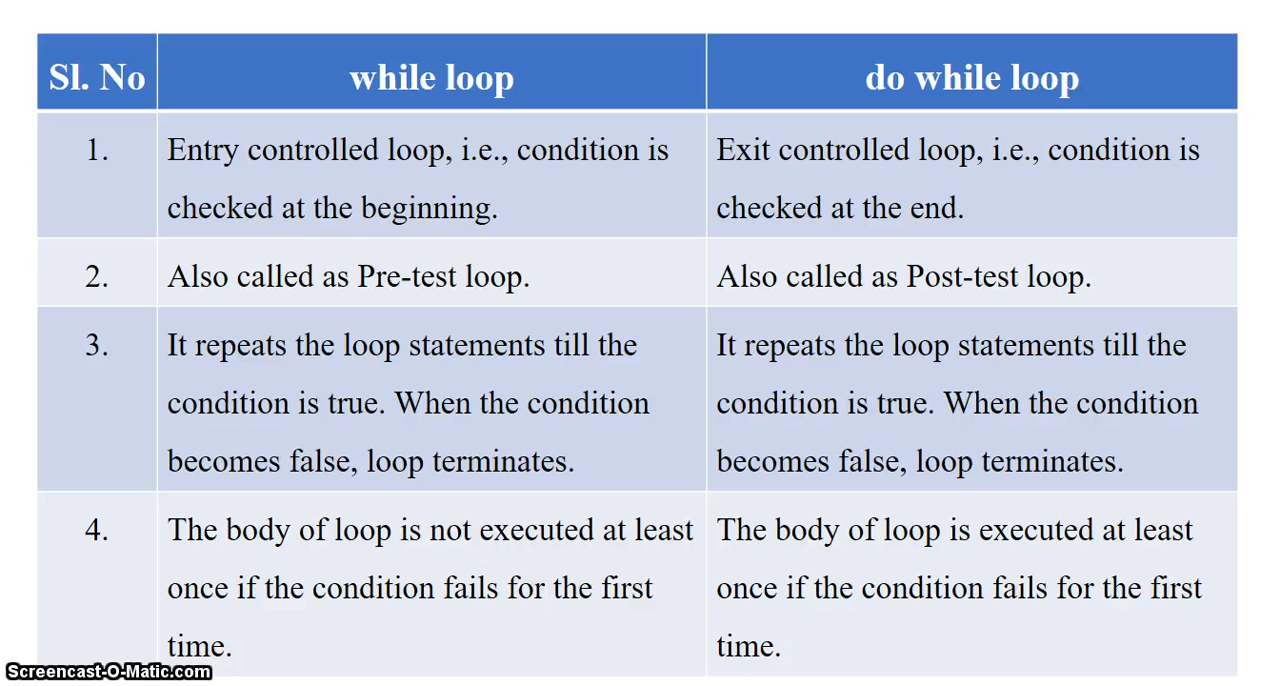 Sl. No while loop do while loop
1. Entry controlled loop, i.e., condition is Exit controlled loop, i.e., condition is
checked at the beginning. checked at the end.
2. Also called as Pre-test loop. Also called as Post-test loop.
3. It repeats the loop statements till the It repeats the loop statements till the
condition is true. When the condition condition is true. When the condition
becomes false, loop terminates. becomes false, loop terminates.
4. The body of loop is not executed at least The body of loop is executed at least
once if the condition fails for the first once if the condition fails for the first
time. time.
Screencast-O-Matic.com